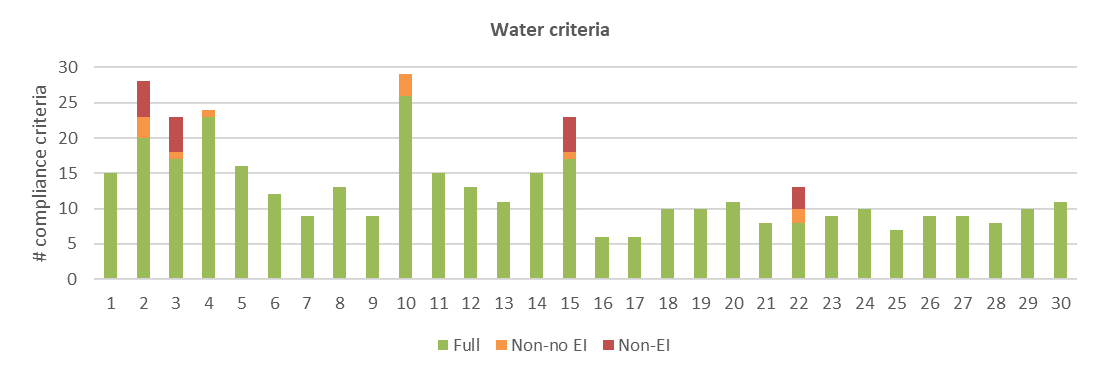 Water criteria
# compliance criteria
30
25
20
15
10
5
0
1 2 3 4 5 6 7 8 9 10 11 12 13 14 15 16 17 18 19 20 21 22 23 24 25 26 27 28 29 30
Full Non-no EI Non-EI